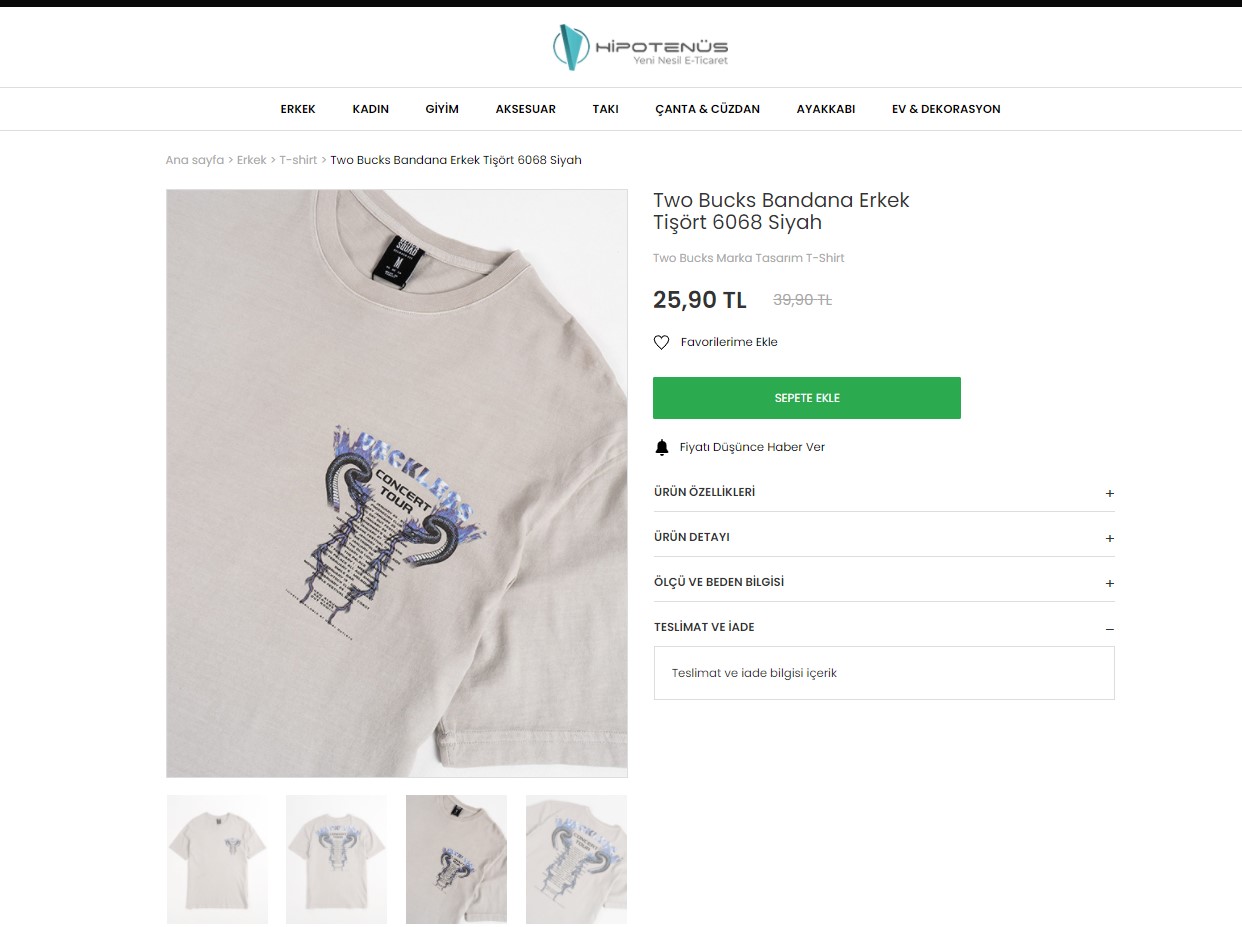 HİPOTENÜS
Yeni Nesil E-Ticaret
ERKEK KADIN GİYİM AKSESUAR TAKI ÇANTA & CÜZDAN AYAKKABI EV & DEKORASYON
Ana sayfa > Erkek > T-shirt > Two Bucks Bandana Erkek Tişört 6068 Siyah
Two Bucks Bandana Erkek
Tişört 6068 Siyah
Two Bucks Marka Tasarım T-Shirt
25,90 TL 39,90 TL
Favorilerime Ekle
SEPETE EKLE
Fiyatı Düşünce Haber Ver
ÜRÜN ÖZELLİKLERİ +
ÜRÜN DETAYI +
ÖLÇÜ VE BEDEN BİLGİSİ +
TESLİMAT VE İADE –
Teslimat ve iade bilgisi içerik
SQUAD
M
RECKLESS
CONCERT
TOUR